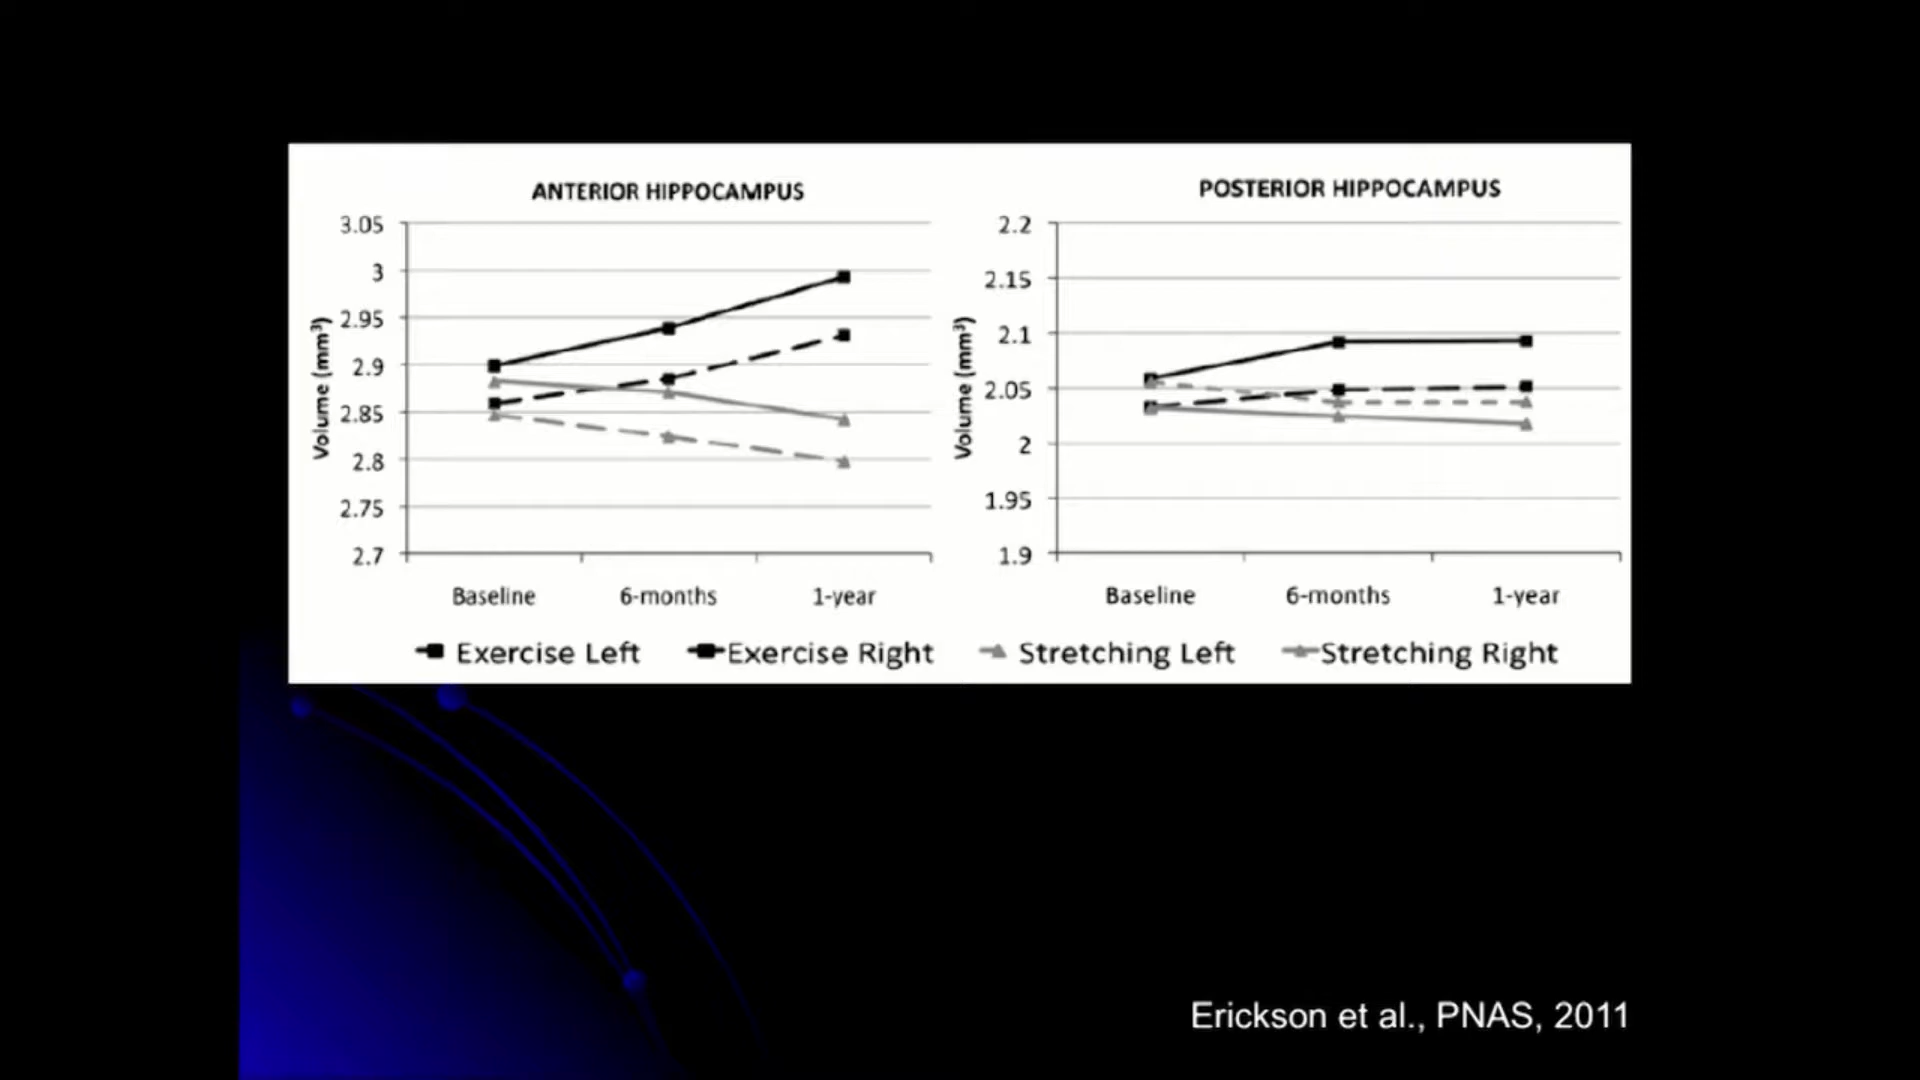 ANTERIOR HIPPOCAMPUS
3.05
3
2.95
2.9
2.85
2.8
2.75
2.7
Volume (mm³)
Baseline 6-months 1-year
POSTERIOR HIPPOCAMPUS
2.2
2.15
2.1
2.05
2
1.95
1.9
Volume (mm³)
Baseline 6-months 1-year
Exercise Left Exercise Right Stretching Left Stretching Right
Erickson et al., PNAS, 2011